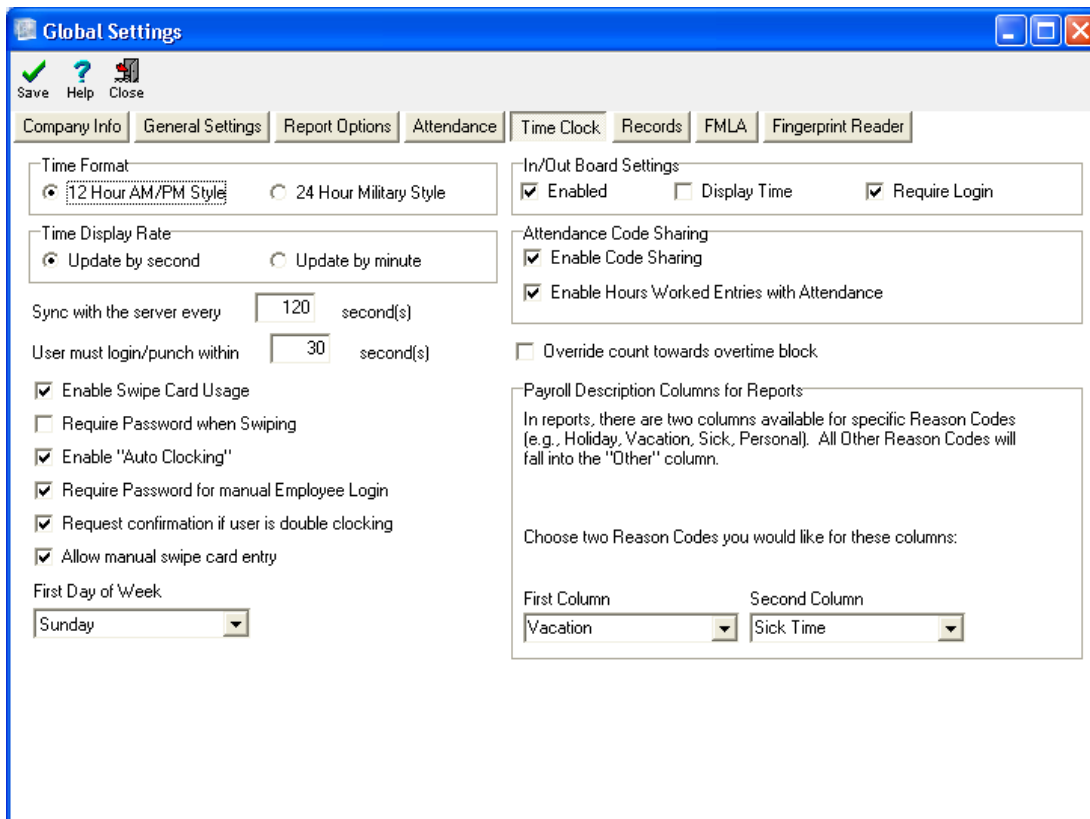 Global Settings
Save Help Close
Company Info General Settings Report Options Attendance Time Clock Records FMLA Fingerprint Reader
Time Format
12 Hour AM/PM Style 24 Hour Military Style
Time Display Rate
Update by second Update by minute
Sync with the server every 120 second(s)
User must login/punch within 30 second(s)
Enable Swipe Card Usage
Require Password when Swiping
Enable "Auto Clocking"
Require Password for manual Employee Login
Request confirmation if user is double clocking
Allow manual swipe card entry
First Day of Week
Sunday
In/Out Board Settings
Enabled Display Time Require Login
Attendance Code Sharing
Enable Code Sharing
Enable Hours Worked Entries with Attendance
Override count towards overtime block
Payroll Description Columns for Reports
In reports, there are two columns available for specific Reason Codes
(e.g., Holiday, Vacation, Sick, Personal). All Other Reason Codes will
fall into the "Other" column.
Choose two Reason Codes you would like for these columns:
First Column Second Column
Vacation Sick Time